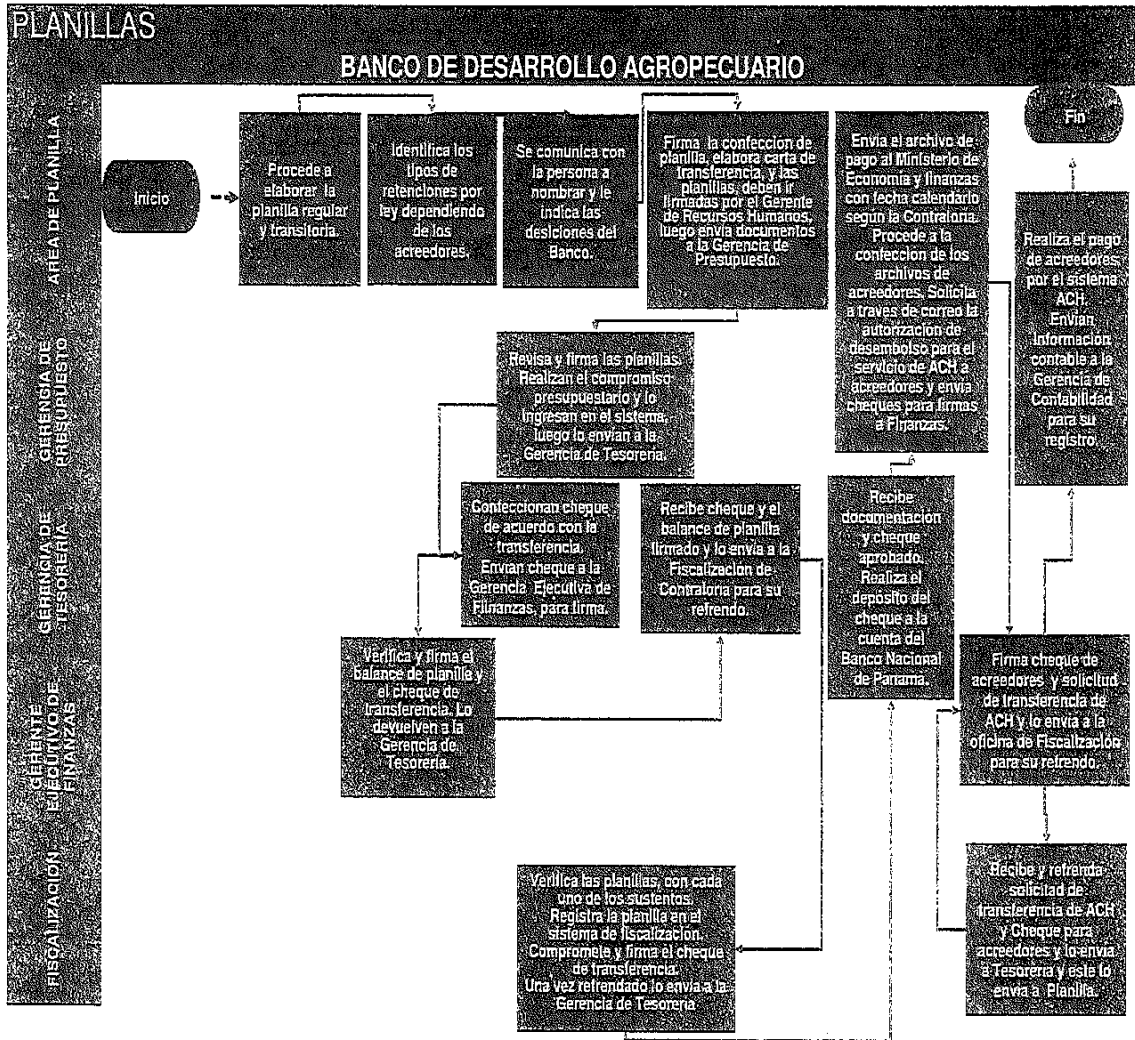 PLANILLAS
BANCO DE DESARROLLO AGROPECUARIO
AREA DE PLANILLA
Inicio
Procede a
elaborar la
planilla regular
y transitoria.
Identifica los
tipos de
retenciones por
ley dependiendo
de los
acreedores.
Se comunica con
la persona a
nombrar y le
indica las
desiciones del
Banco.
Firma la confección de
planilla, elabora carta de
transferencia, y las
planillas, deben ir
firmadas por el Gerente
de Recursos Humanos,
luego envia documentos
a la Gerencia de
Presupuesto.
Envia el archivo de
pago al Ministerio de
Economia y finanzas
con fecha calendario
según la Contraloria.
Procede a la
confección de los
archivos de
acreedores, Solicita
a través de correo la
autorización de
desembolso para el
servicio de ACH a
acreedores y envia
cheques para firmas
a Finanzas.
Fin
Realiza el pago
de acreedores
por el sistema
ACH.
Envian
información
contable a la
Gerencia de
Contabilidad
para su
registro.
GERENCIA DE
PRESUPUESTO
Revisa y firma las planillas.
Realizan el compromiso
presupuestario y lo
ingresan en el sistema,
luego lo envian a la
Gerencia de Tesoreria.
GERENCIA DE
TESORERÍA
Confeccionan cheque
de acuerdo con la
transferencia.
Envian cheque a la
Gerencia Ejecutiva de
Fiinanzas, para firma.
Recibe cheque y el
balance de planilla
firmado y lo envia a la
Fiscalización de
Contraloria para su
refrendo.
Recibe
documentación
y cheque
aprobado.
Realiza el
deposito del
cheque a la
cuenta del
Banco Nacional
de Panama.
GERENTE
EJECUTIVO DE
FINANZAS
Verifica y firma el
balance de planilla y
el cheque de
transferencia. Lo
devuelven a la
Gerencia de
Tesoreria.
Firma cheque de
acreedores y solicitud
de transferencia de
ACH y lo envia a la
oficina de Fiscalización
para su refrendo.
FISCALIZACIÓN
Verifica las planillas, con cada
uno de los sustentos.
Registra la planilla en el
sistema de fiscalización.
Compromete y firma el cheque
de transferencia.
Una vez refrendado lo envia a la
Gerencia de Tesoreria
Recibe y refrenda
solicitud de
transferencia de ACH
y Cheque para
acreedores y lo envia
a Tesoreria y este lo
envia a Planilla.